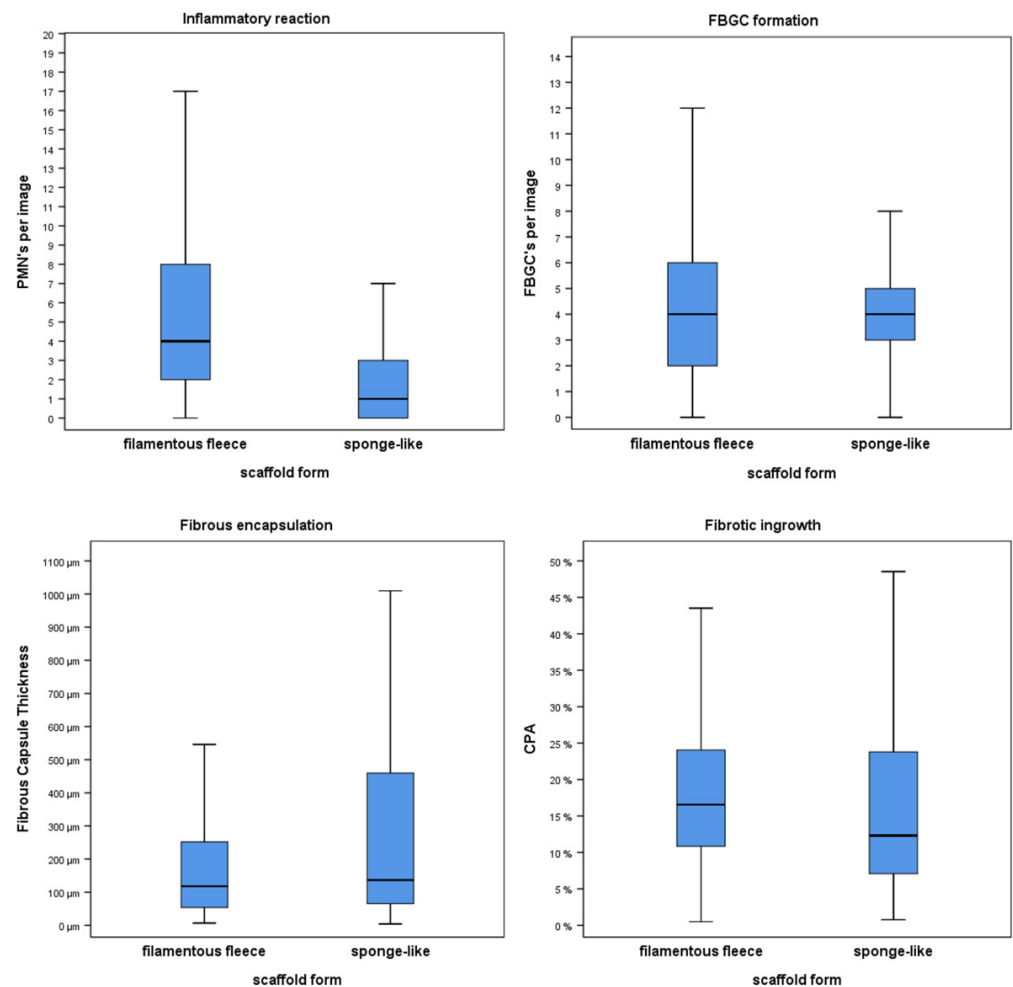 Inflammatory reaction
PMN's per image
20
19
18
17
16
15
14
13
12
11
10
9
8
7
6
5
4
3
2
1
0
filamentous fleece
sponge-like
scaffold form
FBGC formation
FBGC's per image
14
13
12
11
10
9
8
7
6
5
4
3
2
1
0
filamentous fleece
sponge-like
scaffold form
Fibrous encapsulation
Fibrous Capsule Thickness
1100 µm
1000 µm
900 µm
800 µm
700 µm
600 µm
500 µm
400 µm
300 µm
200 µm
100 µm
0 µm
filamentous fleece
sponge-like
scaffold form
Fibrotic ingrowth
CPA
50 %
45 %
40 %
35 %
30 %
25 %
20 %
15 %
10 %
5 %
0 %
filamentous fleece
sponge-like
scaffold form